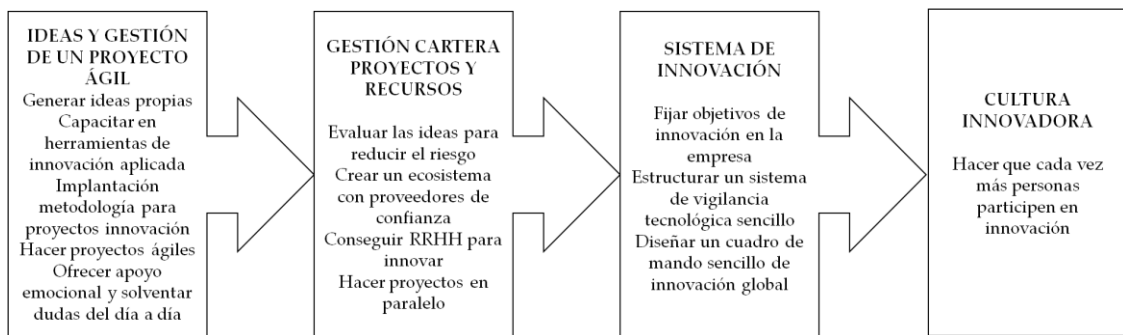 IDEAS Y GESTIÓN
DE UN PROYECTO
ÁGIL
Generar ideas propias
Capacitar en
herramientas de
innovación aplicada
Implantación
metodología para
proyectos innovación
Hacer proyectos ágiles
Ofrecer apoyo
emocional y solventar
dudas del día a día
GESTIÓN CARTERA
PROYECTOS Y
RECURSOS
Evaluar las ideas para
reducir el riesgo
Crear un ecosistema
con proveedores de
confianza
Conseguir RRHH para
innovar
Hacer proyectos en
paralelo
SISTEMA DE
INNOVACIÓN
Fijar objetivos de
innovación en la
empresa
Estructurar un sistema
de vigilancia
tecnológica sencillo
Diseñar un cuadro de
mando sencillo de
innovación global
CULTURA
INNOVADORA
Hacer que cada vez
más personas
participen en
innovación